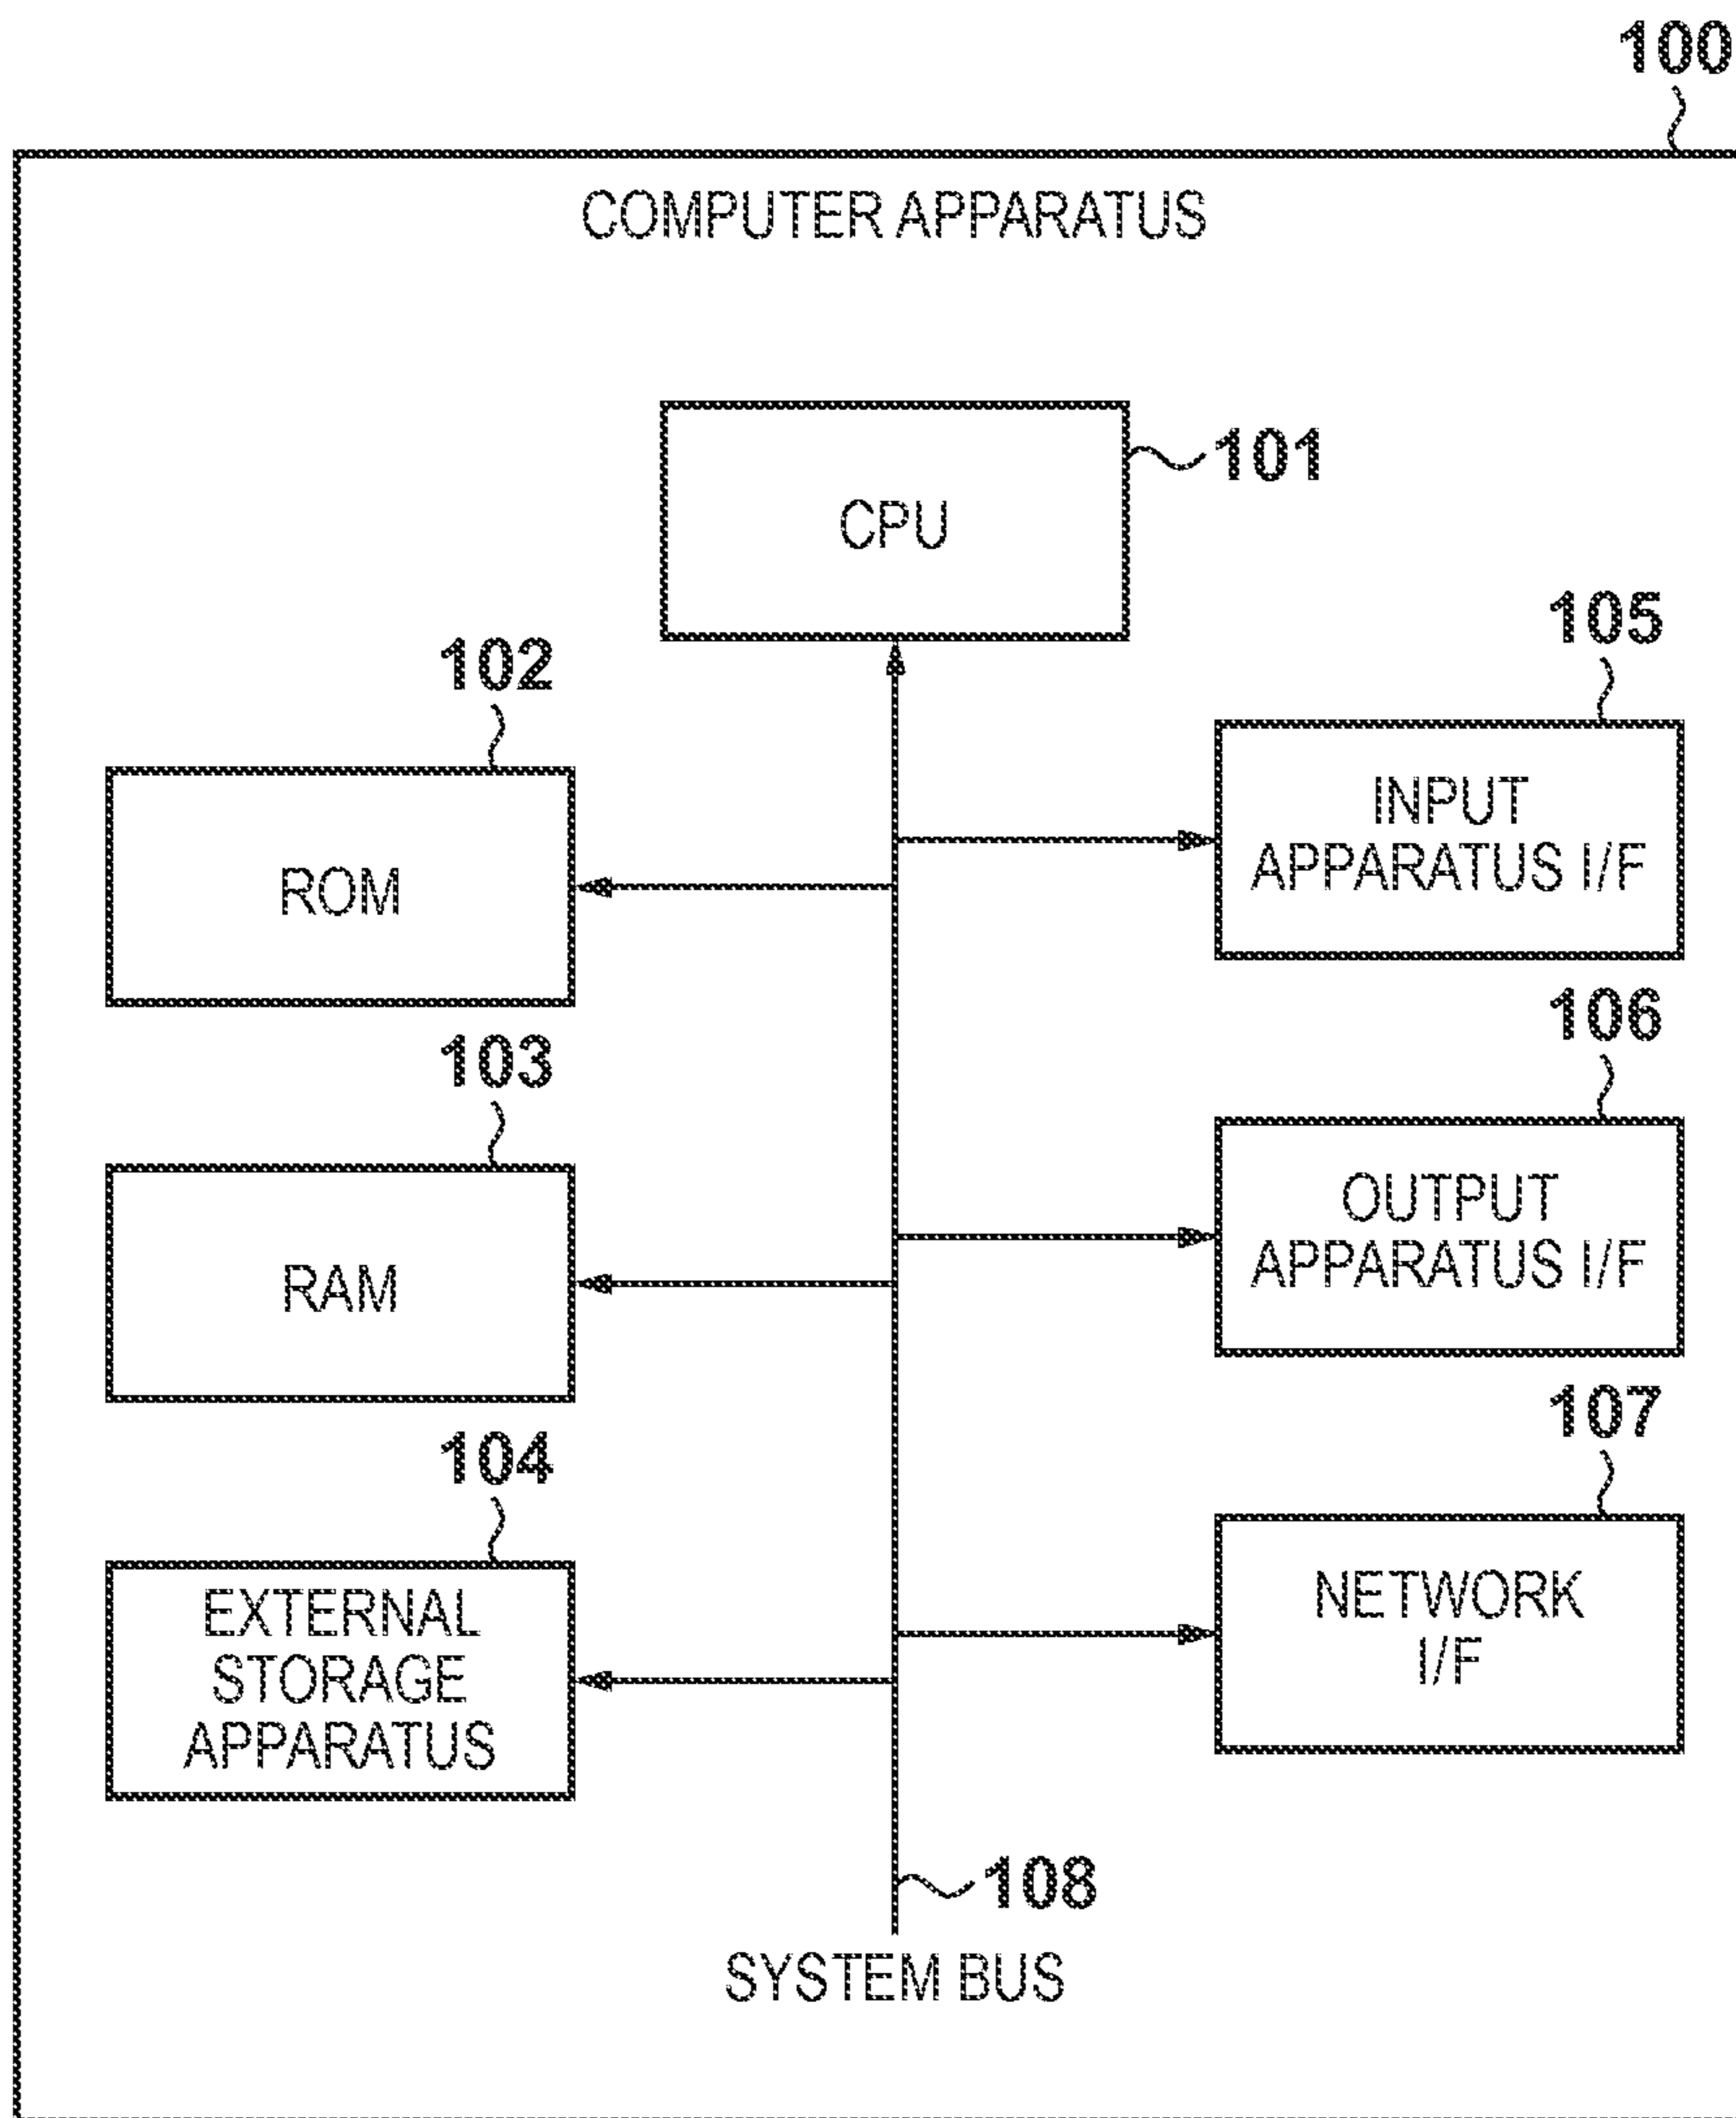 100
COMPUTER APPARATUS
101
CPU
102
ROM
103
RAM
104
EXTERNAL
STORAGE
APPARATUS
105
INPUT
APPARATUS I/F
106
OUTPUT
APPARATUS I/F
107
NETWORK
I/F
108
SYSTEM BUS